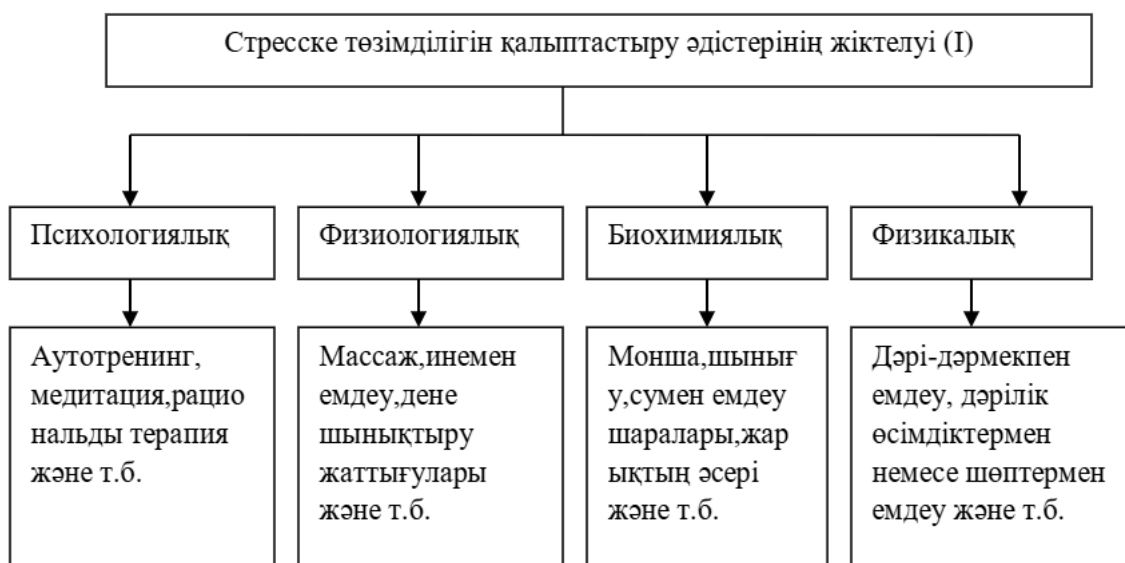 Стресске төзімділігін қалыптастыру әдістерінің жіктелуі (I)
Психологиялық
Физиологиялық
Биохимиялық
Физикалық
Аутотренинг,
медитация,рацио
нальды терапия
және т.б.
Массаж,инемен
емдеу,дене
шынықтыру
жаттығулары
және т.б.
Монша,шынығ
у,сумен емдеу
шаралары,жар
ықтың әсері
және т.б.
Дәрі-дәрмекпен
емдеу, дәрілік
өсімдіктермен
немесе шөптермен
емдеу және т.б.